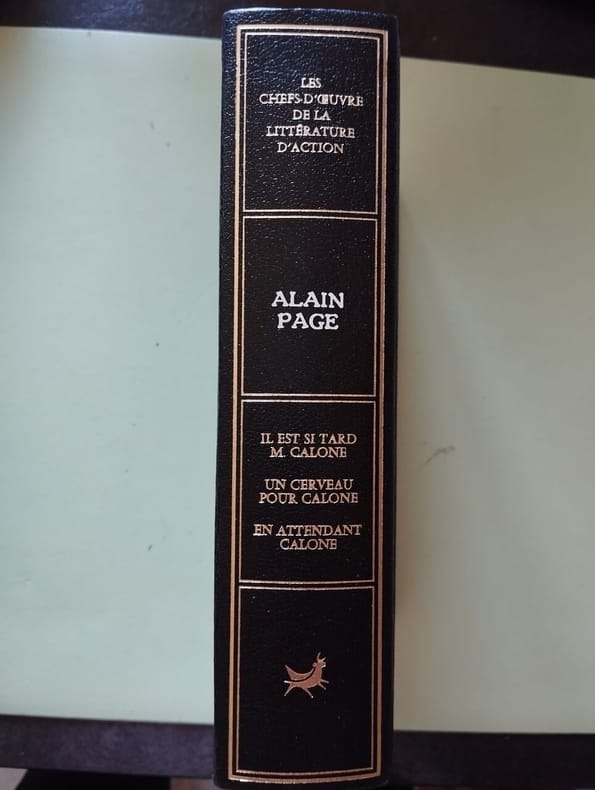 LES
CHEFS-D'ŒUVRE
DE LA
LITTÉRATURE
D'ACTION
ALAIN
PAGE
IL EST SI TARD
M. CALONE
UN CERVEAU
POUR CALONE
EN ATTENDANT
CALONE